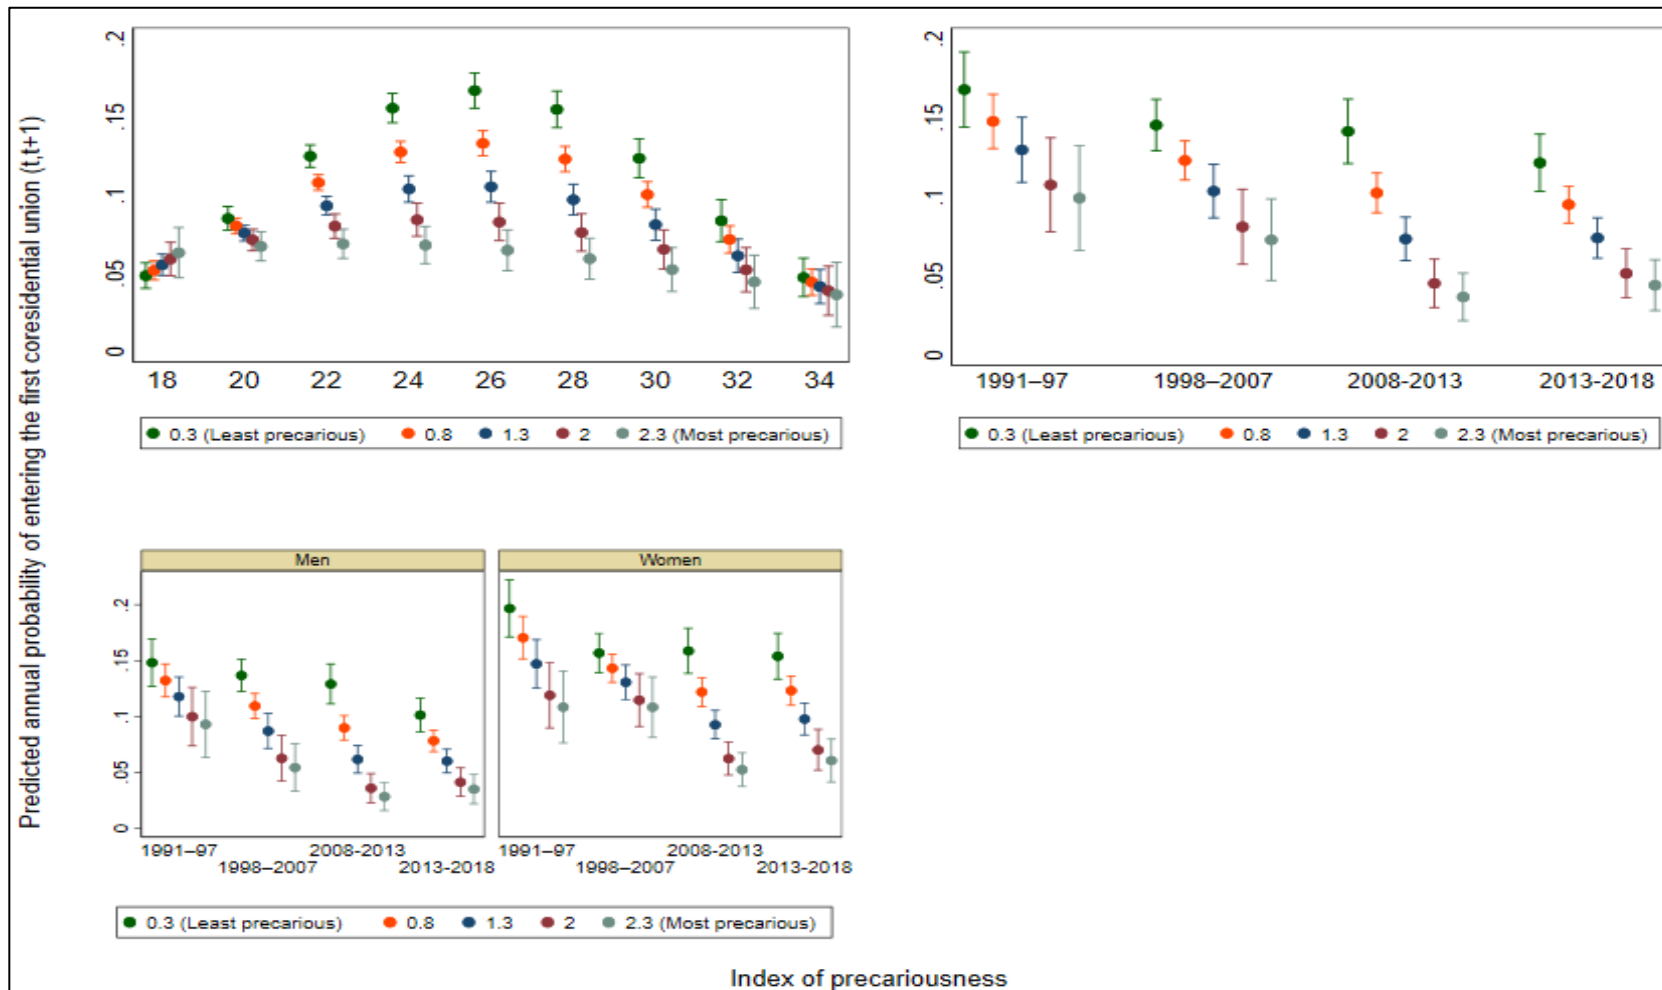 Predicted annual probability of entering the first coresidential union (t,t+1)
.2
.15
.1
.05
0
18 20 22 24 26 28 30 32 34
0.3 (Least precarious) 0.8 1.3 2 2.3 (Most precarious)
.2
.15
.1
.05
0
1991–97 1998–2007 2008-2013 2013-2018
0.3 (Least precarious) 0.8 1.3 2 2.3 (Most precarious)
Men Women
.2
.15
.1
.05
0
1991–97 2008-2013 1991–97 2008-2013
1998–2007 2013-2018 1998–2007 2013-2018
0.3 (Least precarious) 0.8 1.3 2 2.3 (Most precarious)
Index of precariousness